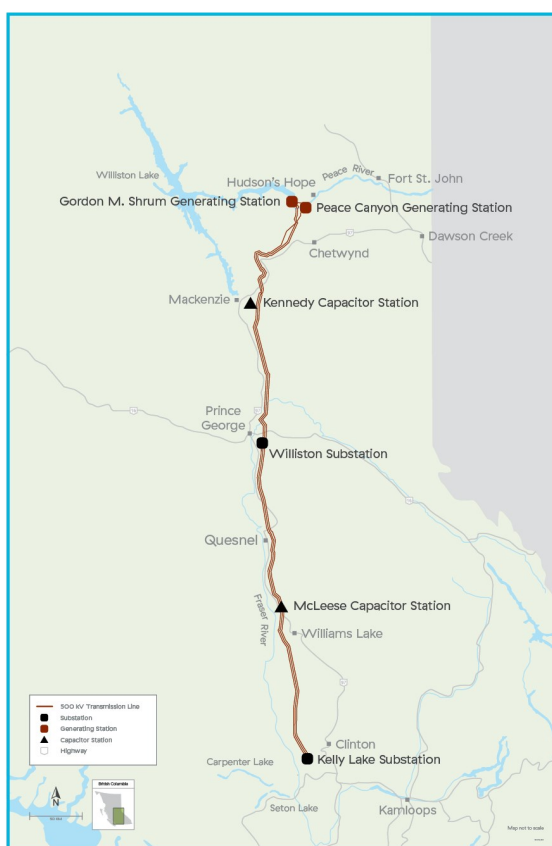 Williston Lake
Hudson's Hope
Peace River
Fort St. John
Gordon M. Shrum Generating Station
Peace Canyon Generating Station
Dawson Creek
Chetwynd
Mackenzie
Kennedy Capacitor Station
Prince
George
Williston Substation
Quesnel
McLeese Capacitor Station
Fraser River
Williams Lake
500 kV Transmission Line
Substation
Generating Station
Capacitor Station
Highway
Clinton
Kelly Lake Substation
Carpenter Lake
Seton Lake
Kamloops
British Columbia
N
Map not to scale